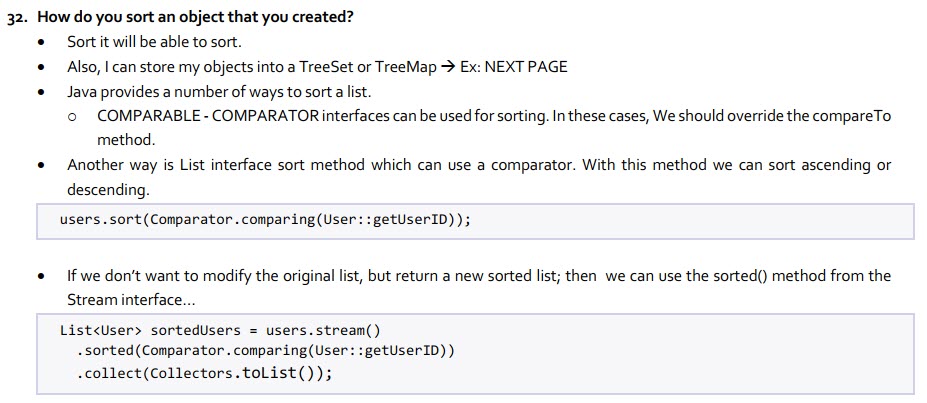 32. How do you sort an object that you created?
• Sort it will be able to sort.
• Also, I can store my objects into a TreeSet or TreeMap → Ex: NEXT PAGE
• Java provides a number of ways to sort a list.
o COMPARABLE - COMPARATOR interfaces can be used for sorting. In these cases, We should override the compareTo
method.
• Another way is List interface sort method which can use a comparator. With this method we can sort ascending or
descending.
users.sort(Comparator.comparing(User::getUserID));
• If we don’t want to modify the original list, but return a new sorted list; then we can use the sorted() method from the
Stream interface…
List<User> sortedUsers = users.stream()
.sorted(Comparator.comparing(User::getUserID))
.collect(Collectors.toList());